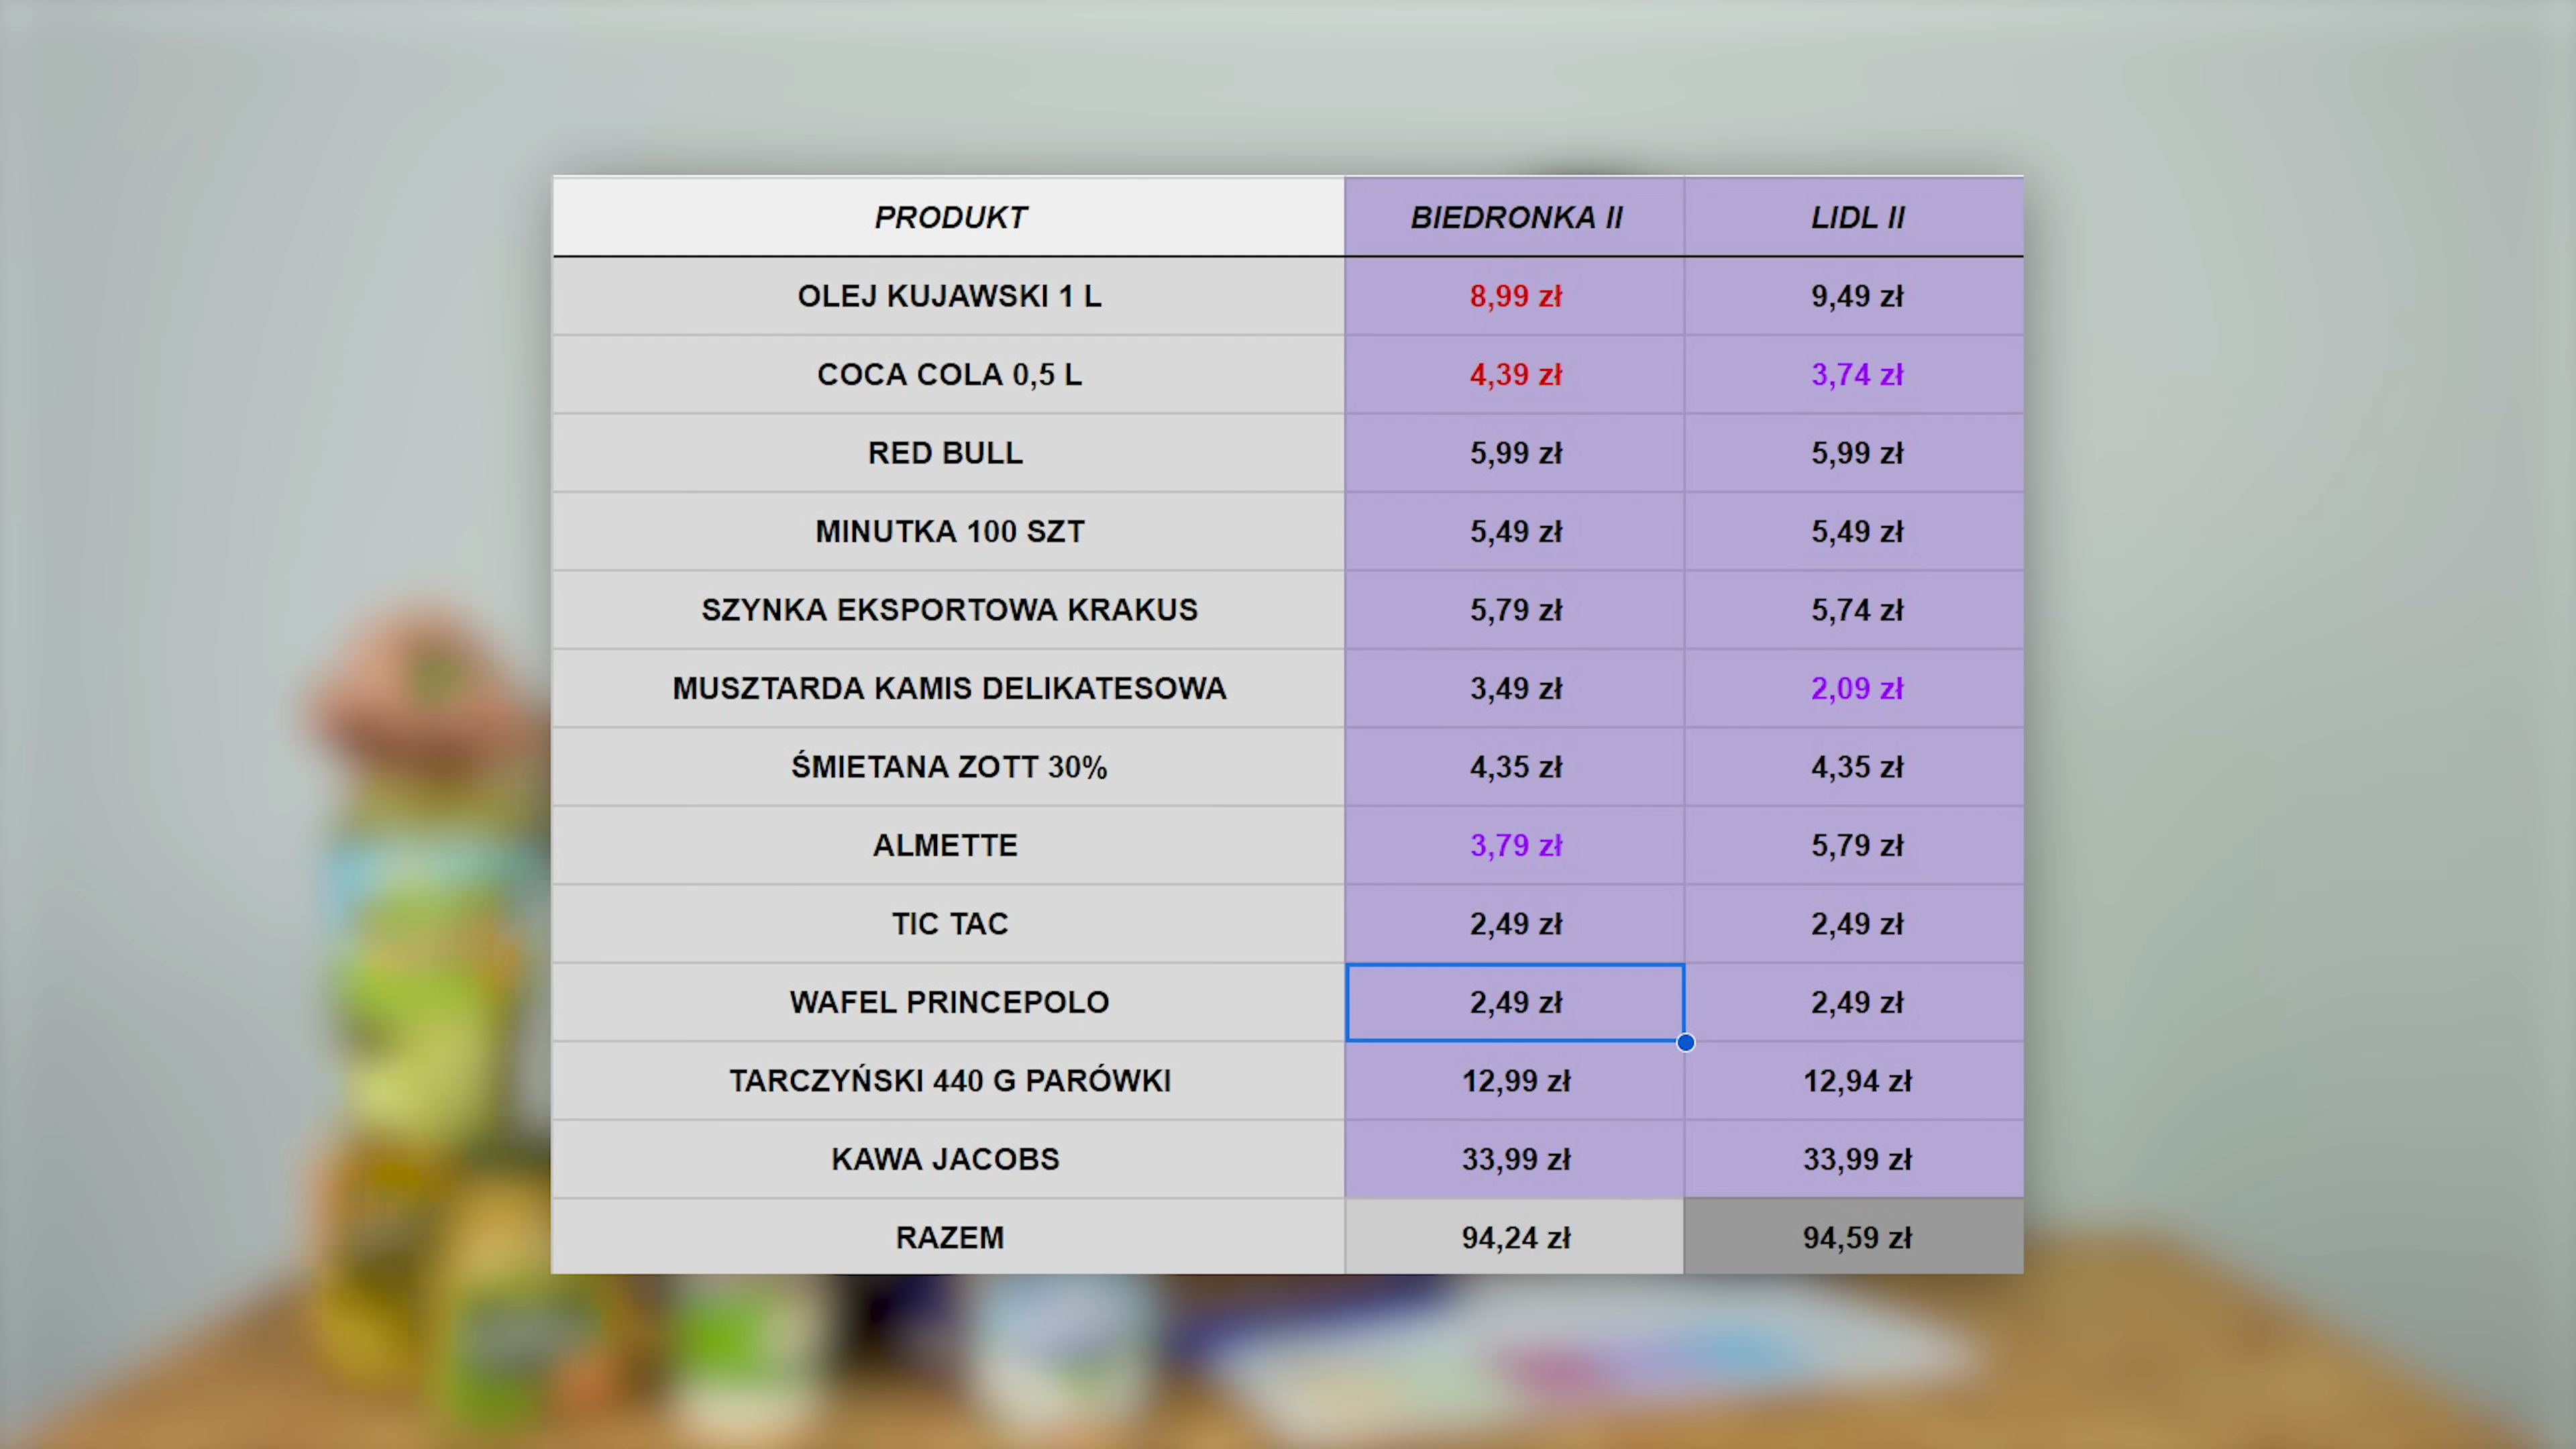 PRODUKT BIEDRONKA II LIDL II
OLEJ KUJAWSKI 1 L 8,99 zł 9,49 zł
COCA COLA 0,5 L 4,39 zł 3,74 zł
RED BULL 5,99 zł 5,99 zł
MINUTKA 100 SZT 5,49 zł 5,49 zł
SZYNKA EKSPORTOWA KRAKUS 5,79 zł 5,74 zł
MUSZTARDA KAMIS DELIKATESOWA 3,49 zł 2,09 zł
ŚMIETANA ZOTT 30% 4,35 zł 4,35 zł
ALMETTE 3,79 zł 5,79 zł
TIC TAC 2,49 zł 2,49 zł
WAFEL PRINCEPOLO 2,49 zł 2,49 zł
TARCZYŃSKI 440 G PARÓWKI 12,99 zł 12,94 zł
KAWA JACOBS 33,99 zł 33,99 zł
RAZEM 94,24 zł 94,59 zł